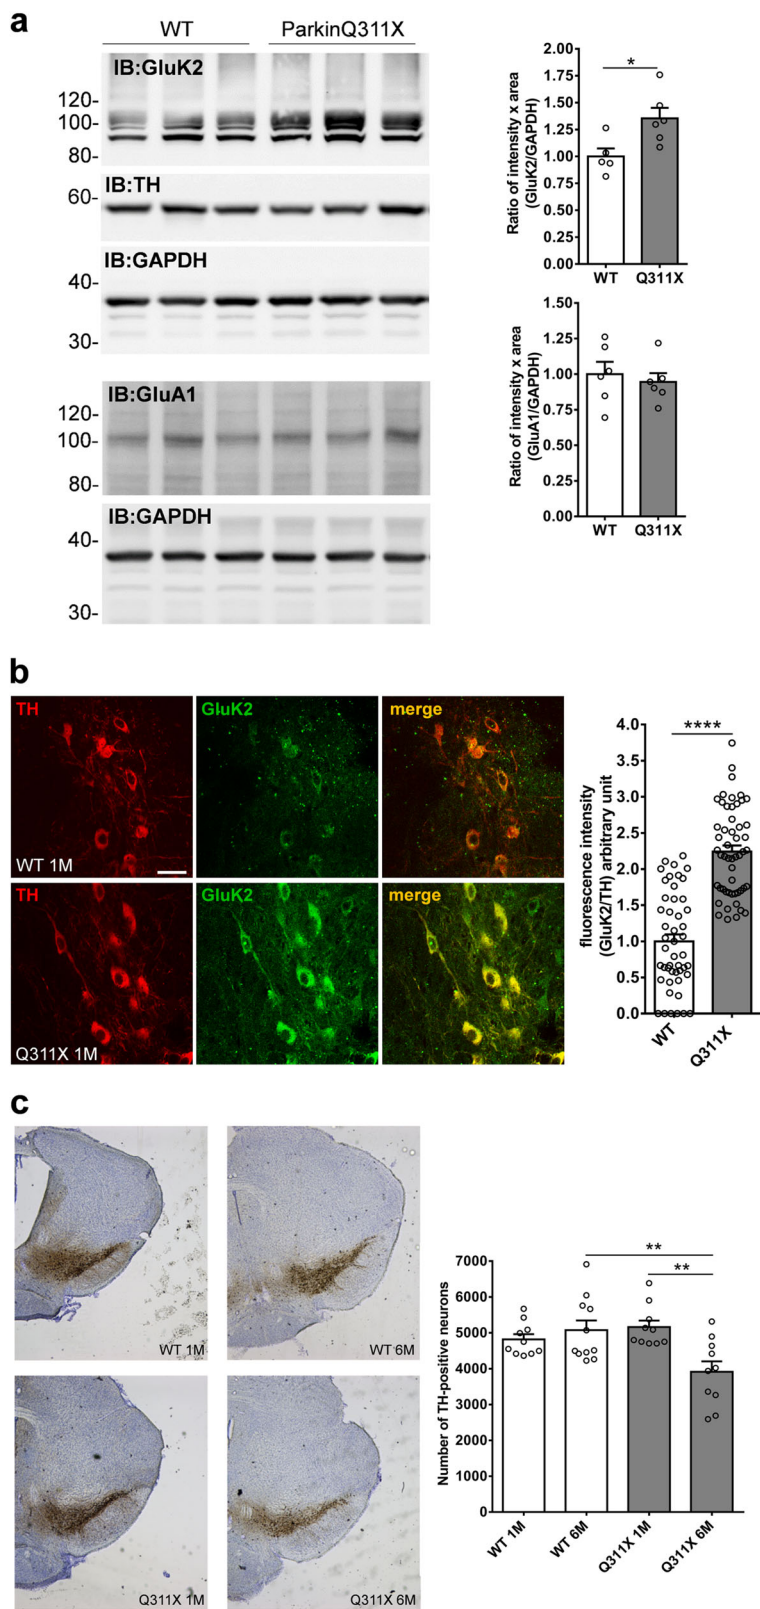 a
WT
ParkinQ311X
IB:GluK2
120-
100-
80-
IB:TH
60-
IB:GAPDH
40-
30-
IB:GluA1
120-
100-
80-
IB:GAPDH
40-
30-
Ratio of intensity x area
(GluK2/GAPDH)
2.00
1.75
1.50
1.25
1.00
0.75
0.50
0.25
0.00
*
WT
Q311X
Ratio of intensity x area
(GluA1/GAPDH)
1.50
1.25
1.00
0.75
0.50
0.25
0.00
WT
Q311X
b
TH
GluK2
merge
WT 1M
TH
GluK2
merge
Q311X 1M
fluorescence intensity
(GluK2/TH) arbitrary unit
4.0
3.5
3.0
2.5
2.0
1.5
1.0
0.5
0.0
****
WT
Q311X
c
WT 1M
WT 6M
Q311X 1M
Q311X 6M
Number of TH-positive neurons
7000
6000
5000
4000
3000
2000
1000
0
**
**
WT 1M
WT 6M
Q311X 1M
Q311X 6M